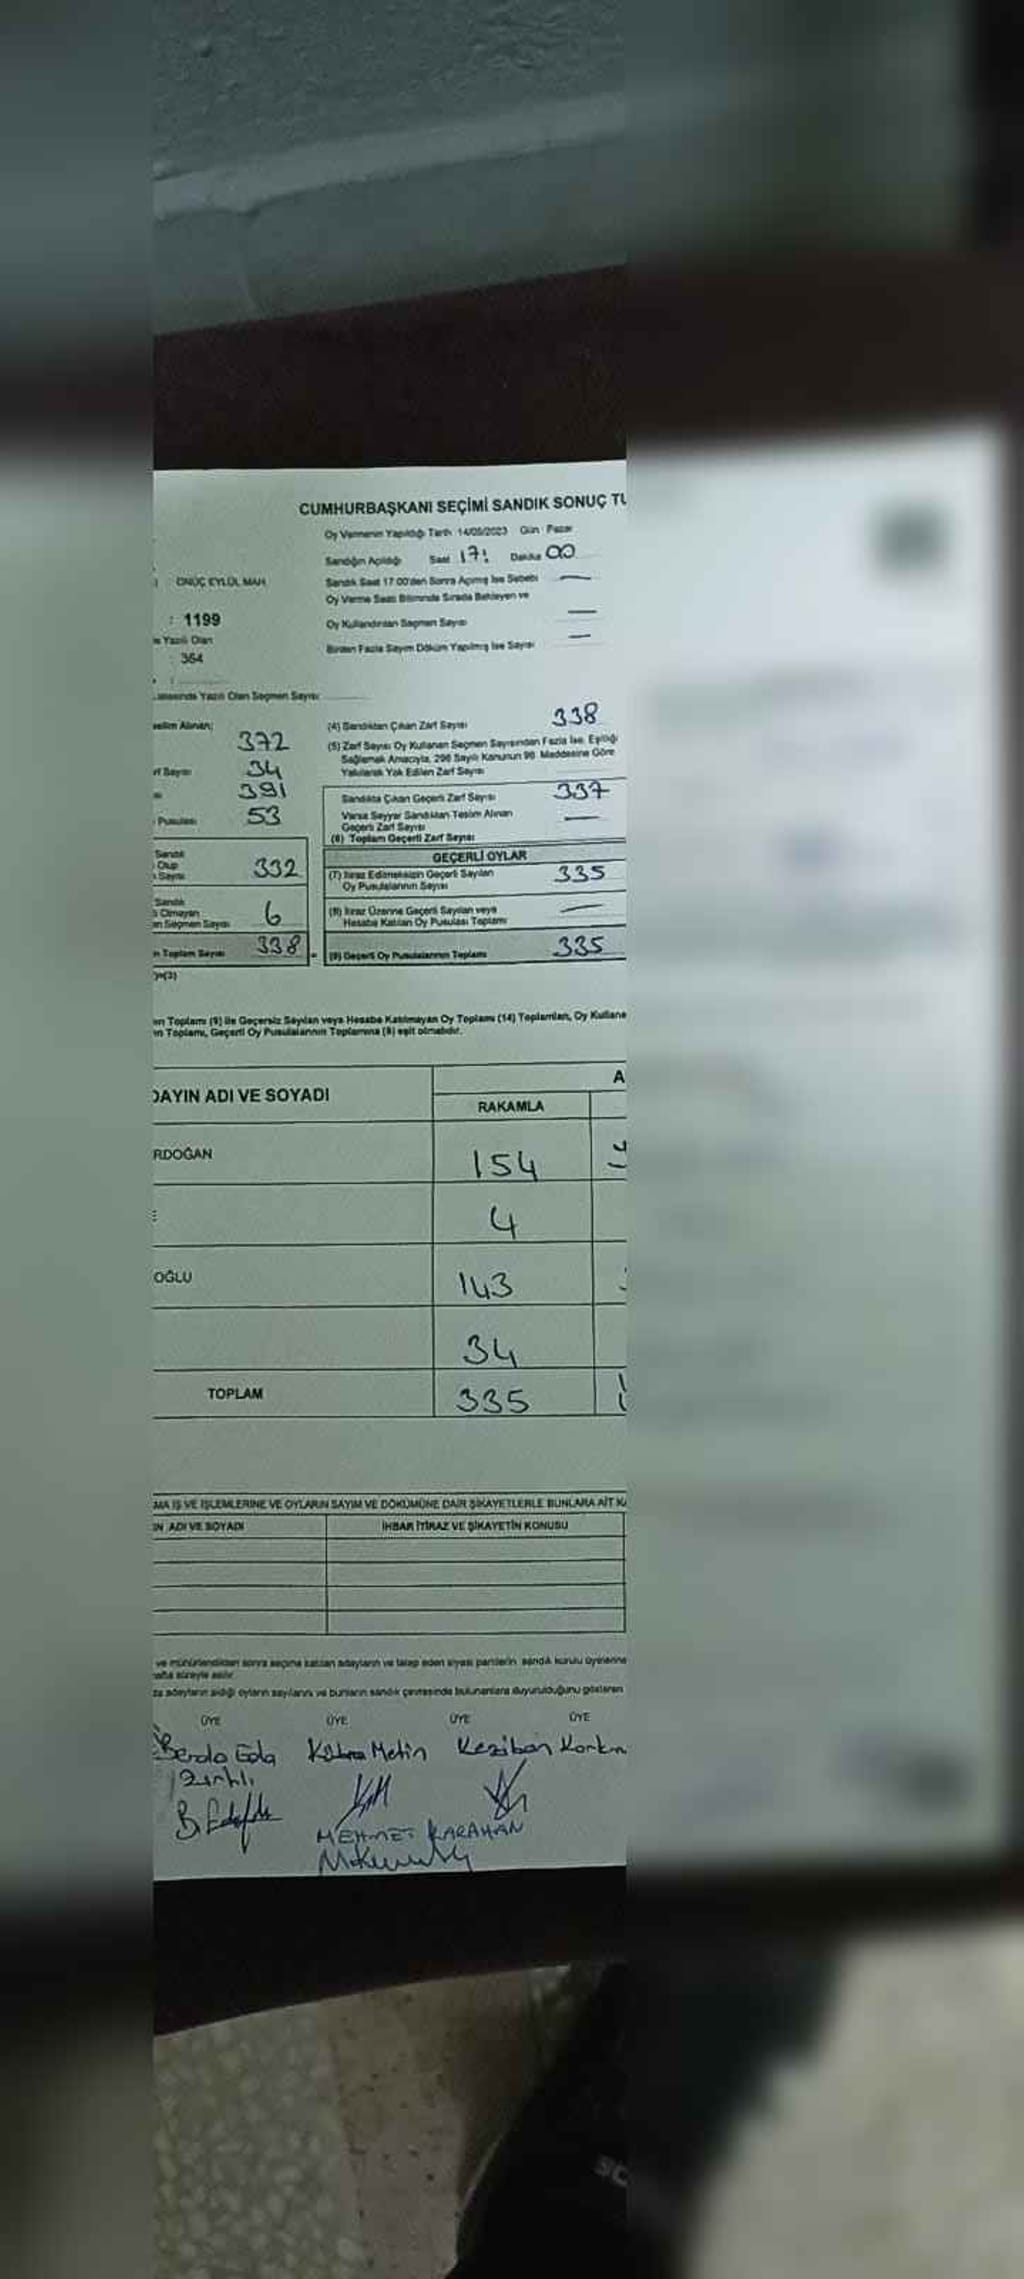 CUMHURBAŞKANI SEÇİMİ SANDIK SONUÇ TU
Oy Vermenin Yapıldığı Tarih 14/05/2023 Gün : Pazar
Sandığın Açıldığı Saat 17: Dakika 00
Sandık Saat 17.00'den Sonra Açılmış İse Sebebi —
Oy Verme Saati Bitiminde Sırada Bekleyen ve
Oy Kullandırılan Seçmen Sayısı —
Birden Fazla Sayım Döküm Yapılmış İse Sayısı —
ONÜÇ EYLÜL MAH.
: 1199
Yazılı Olan
: 364
Yazılı Olan Seçmen Sayısı
eslim Alınan;
372
rf Sayısı 34
391
Pusulası 53
Sandık
Olup
Sayısı 332
Sandık
Olmayan
an Seçmen Sayısı 6
n Toplam Sayısı 338 =
(4) Sandıktan Çıkan Zarf Sayısı 338
(5) Zarf Sayısı Oy Kullanan Seçmen Sayısından Fazla İse, Eşitliği
Sağlamak Amacıyla, 298 Sayılı Kanunun 98. Maddesine Göre
Yakılarak Yok Edilen Zarf Sayısı
Sandıkta Çıkan Geçerli Zarf Sayısı 337
Varsa Seyyar Sandıktan Teslim Alınan
Geçerli Zarf Sayısı —
(6) Toplam Geçerli Zarf Sayısı
GEÇERLİ OYLAR
(7) İtiraz Edilmeksizin Geçerli Sayılan
Oy Pusulalarının Sayısı 335
(8) İtiraz Üzerine Geçerli Sayılan veya
Hesaba Katılan Oy Pusulası Toplamı —
(9) Geçerli Oy Pusulalarının Toplamı 335
en Toplamı (9) ile Geçersiz Sayılan veya Hesaba Katılmayan Oy Toplamı (14) Toplamları, Oy Kullana
ın Toplamı, Geçerli Oy Pusulalarının Toplamına (9) eşit olmalıdır.
DAYIN ADI VE SOYADI A
RAKAMLA
RDOĞAN 154
E 4
OĞLU 143
34
TOPLAM 335
MA İŞ VE İŞLEMLERİNE VE OYLARIN SAYIM VE DÖKÜMÜNE DAİR ŞİKAYETLERLE BUNLARA AİT KA
IN ADI VE SOYADI İHBAR İTİRAZ VE ŞİKAYETİN KONUSU
ve mühürlendikten sonra seçime katılan adayların ve talep eden siyasi partilerin sandık kurulu üyelerine
afta süreyle asılır.
za adayların aldığı oyların sayılarını ve bunların sandık çevresinde bulunanlara duyurulduğunu gösteren
ÜYE ÜYE ÜYE ÜYE
Kübra Metin Keziban Korkm
MEHMET KARAHAN